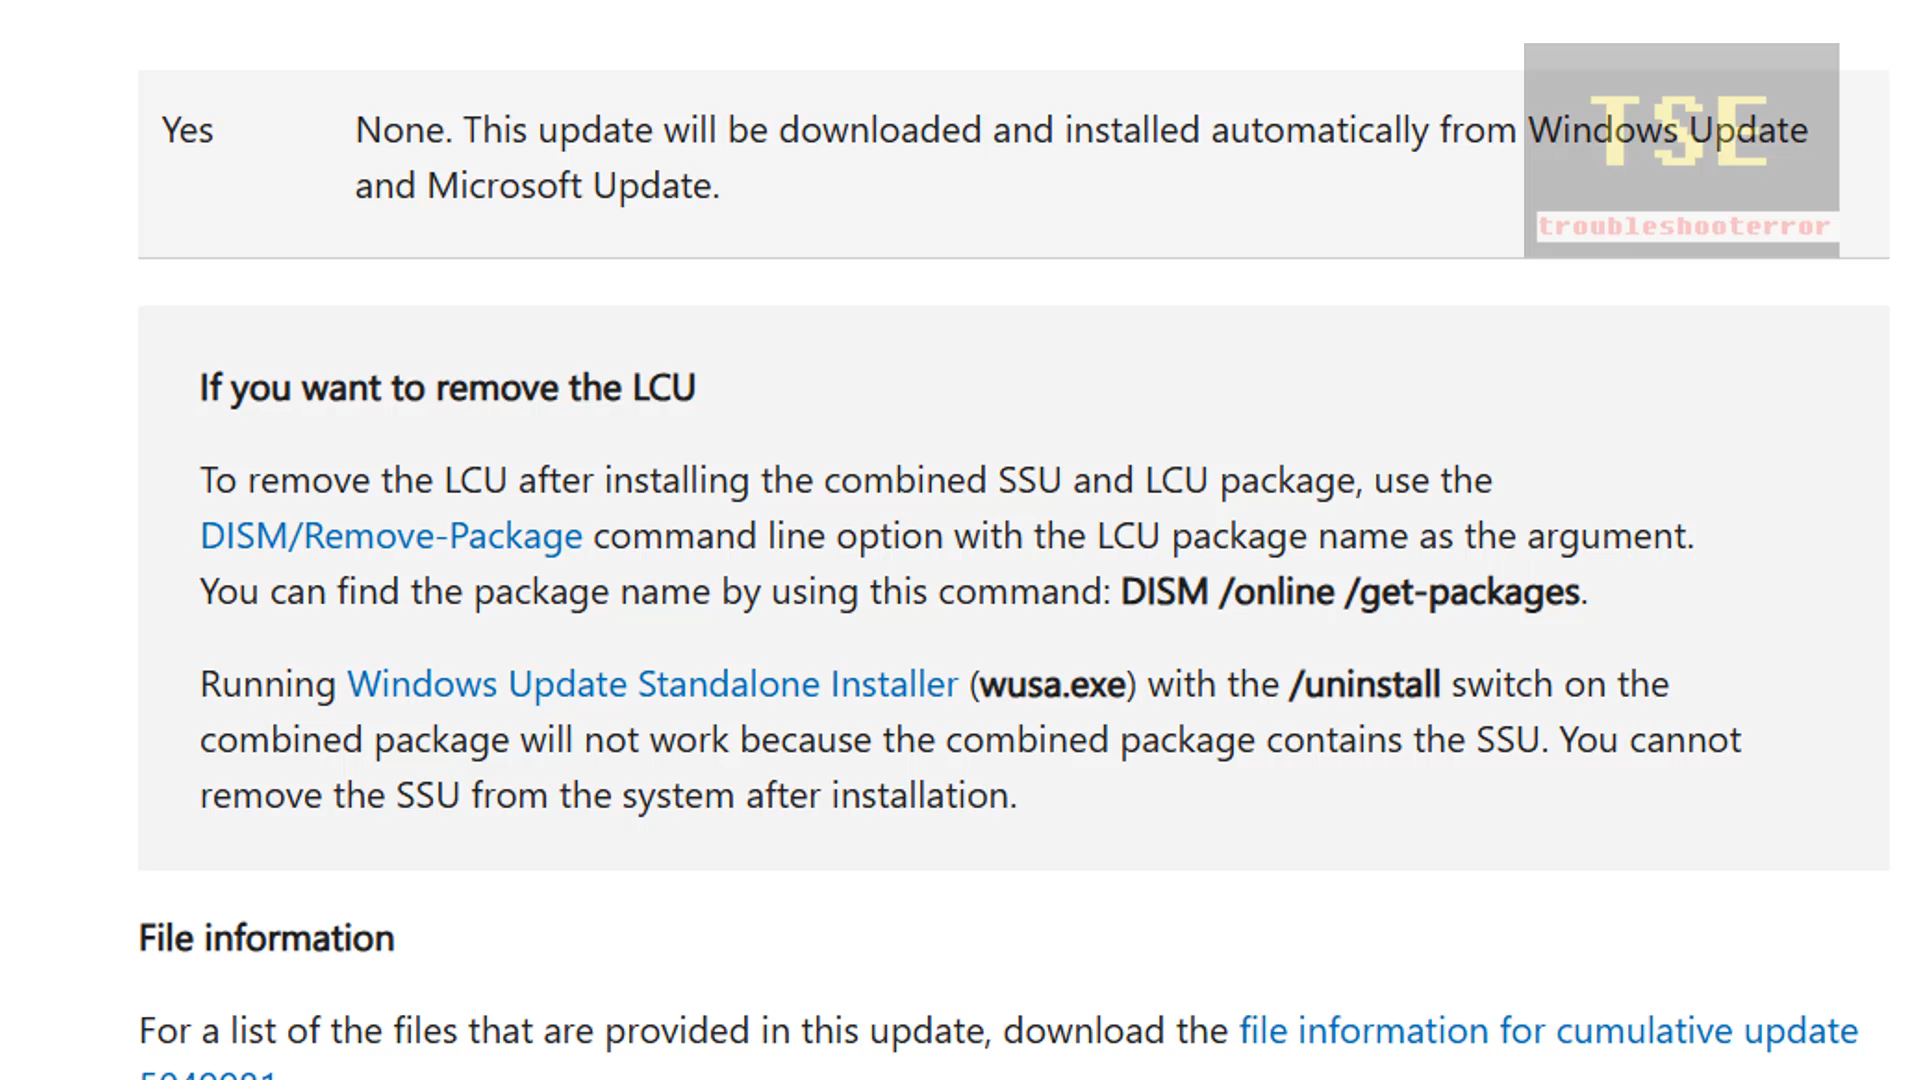 TSE
Yes None. This update will be downloaded and installed automatically from Windows Update
and Microsoft Update.
troubleshooterror
If you want to remove the LCU
To remove the LCU after installing the combined SSU and LCU package, use the
DISM/Remove-Package command line option with the LCU package name as the argument.
You can find the package name by using this command: DISM /online /get-packages.
Running Windows Update Standalone Installer (wusa.exe) with the /uninstall switch on the
combined package will not work because the combined package contains the SSU. You cannot
remove the SSU from the system after installation.
File information
For a list of the files that are provided in this update, download the file information for cumulative update